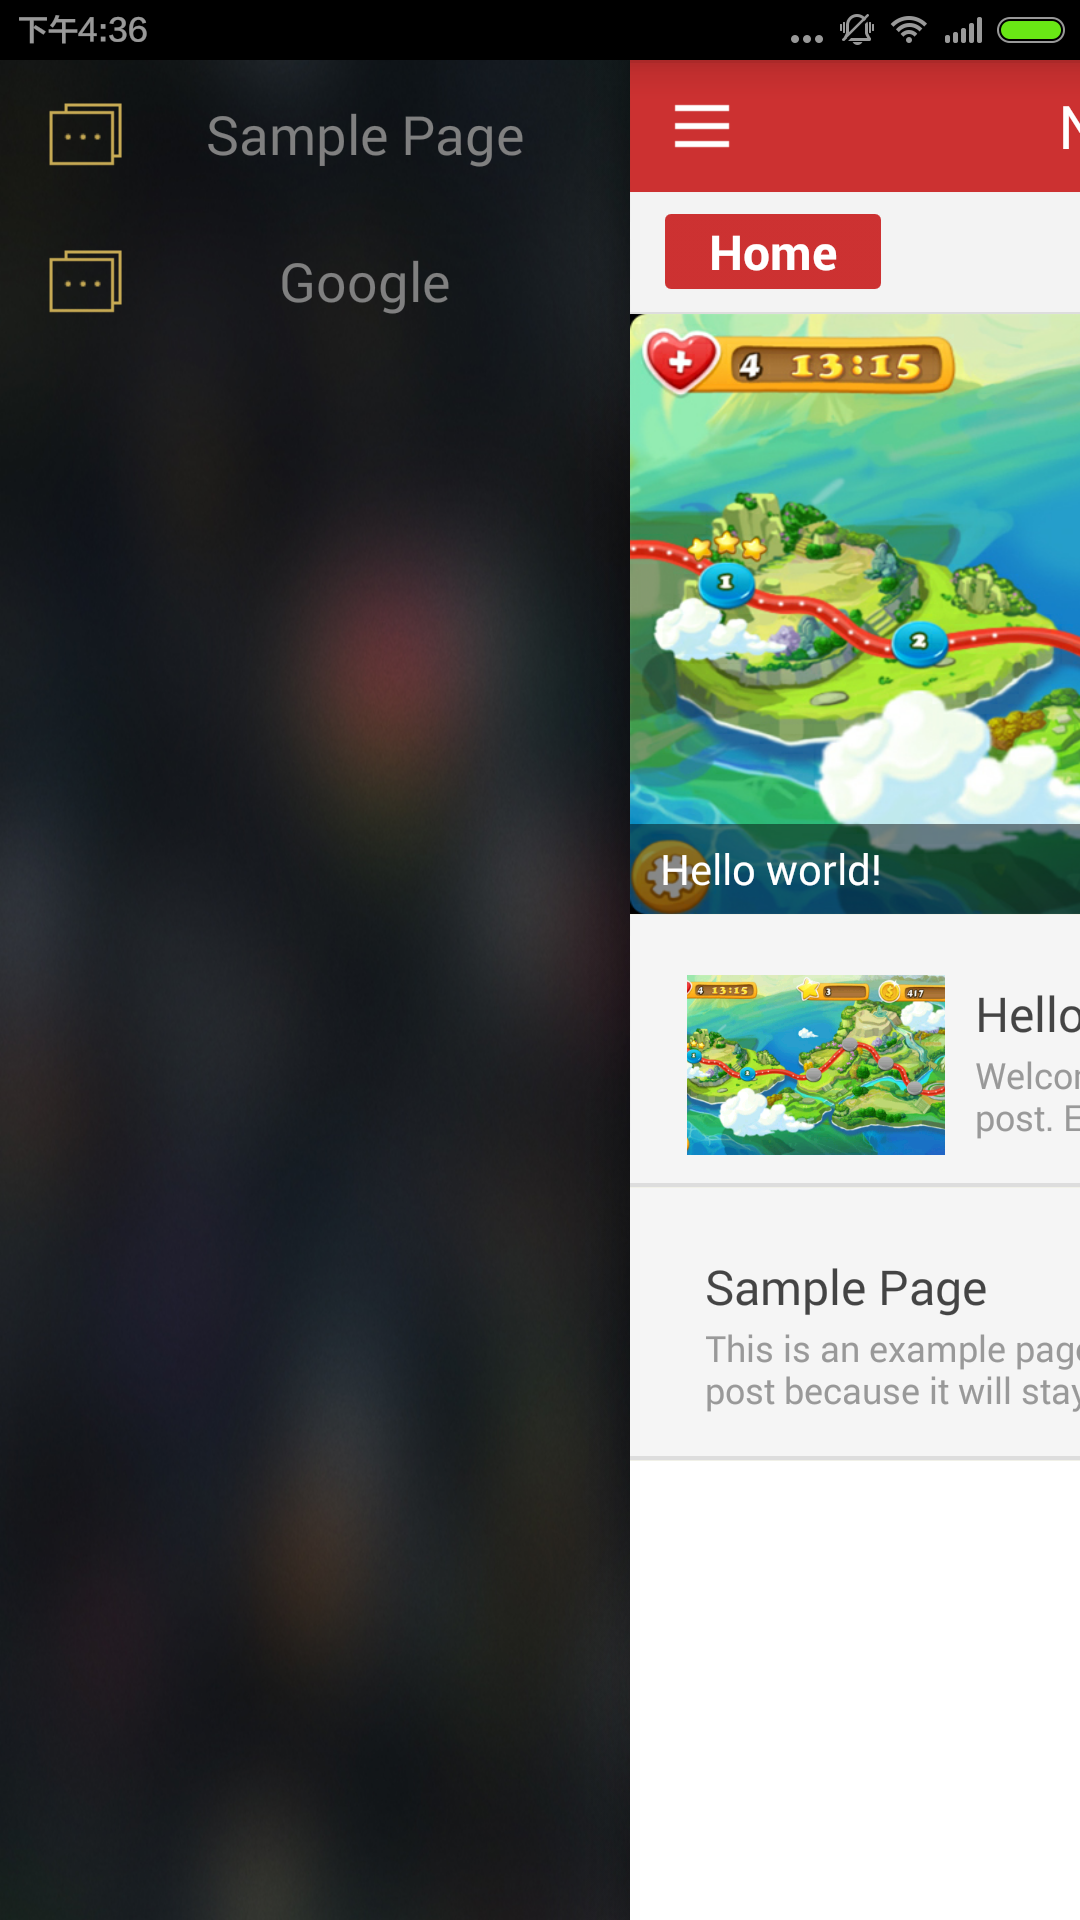 下午4:36
Sample Page
Google
N
Home
4 13:15
1
2
Hello world!
4 13:15
3
417
Hello
Welcom
post. E
Sample Page
This is an example page
post because it will stay